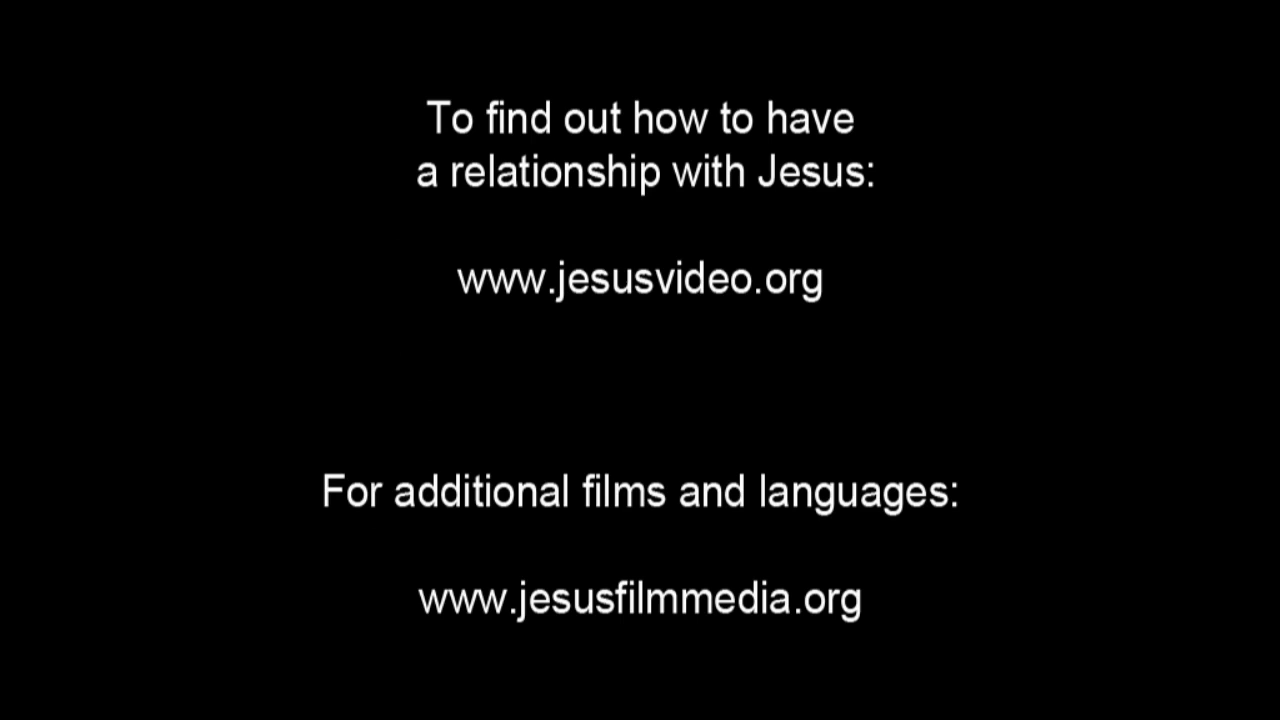 To find out how to have
a relationship with Jesus:
www.jesusvideo.org
For additional films and languages:
www.jesusfilmmedia.org